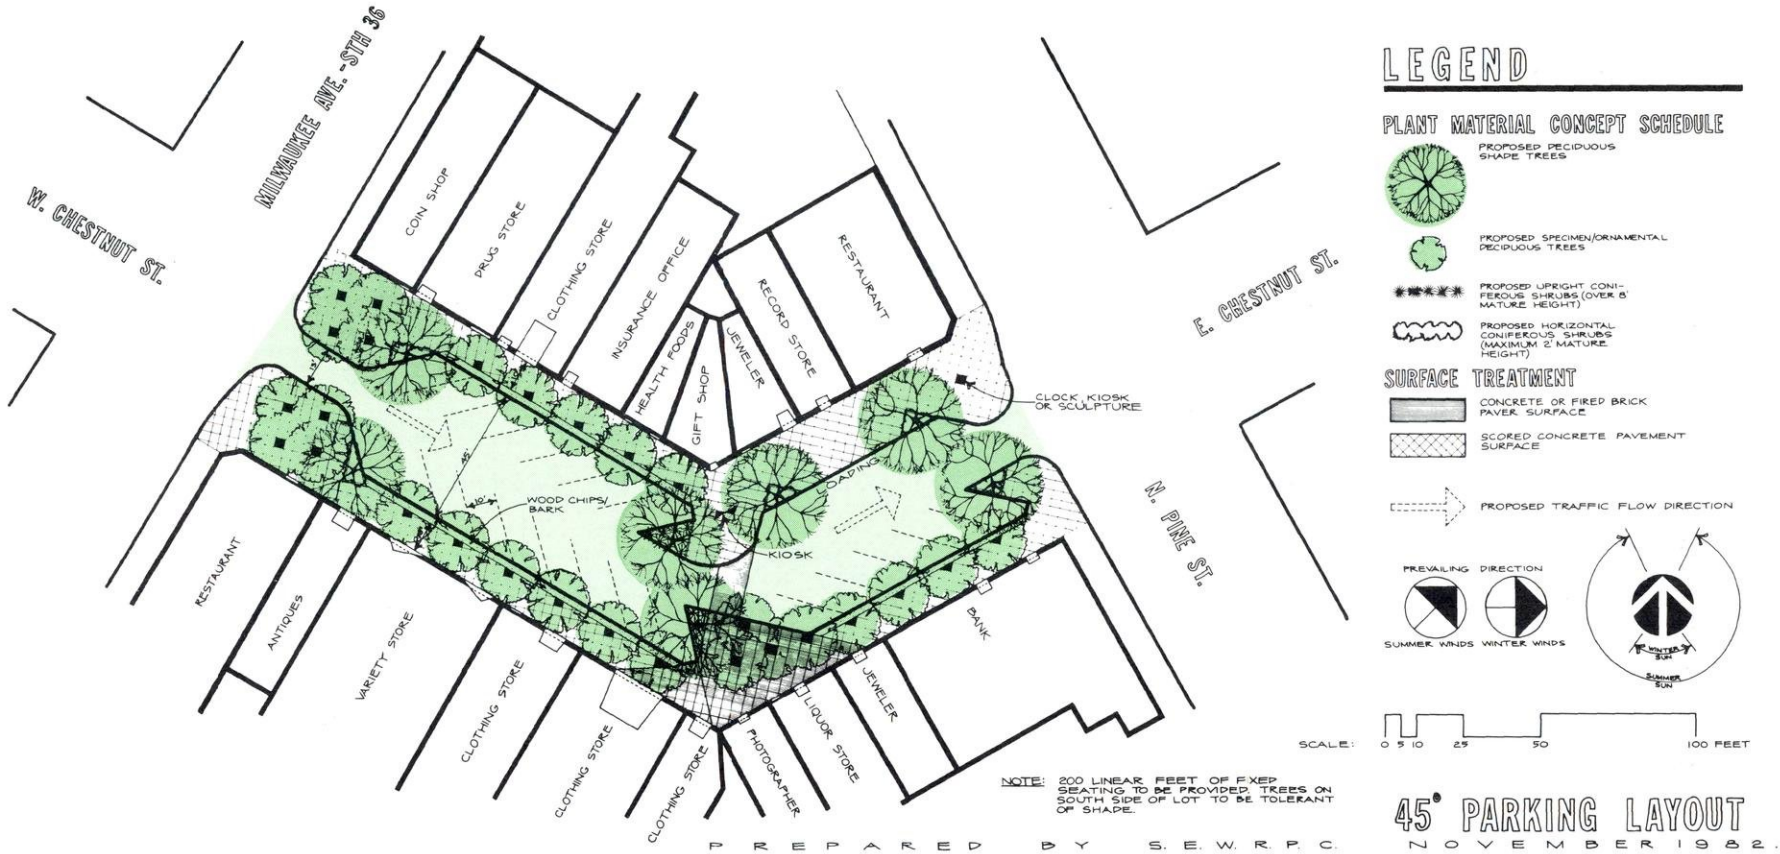 MILWAUKEE AVE.-STH 36
W. CHESTNUT ST.
COIN SHOP
DRUG STORE
CLOTHING STORE
INSURANCE OFFICE
HEALTH FOODS
GIFT SHOP
JEWELER
RECORD STORE
RESTAURANT
E. CHESTNUT ST.
N. PINE ST.
CLOCK, KIOSK
OR SCULPTURE
LOADING
KIOSK
WOOD CHIPS/
BARK
15'
10'
45°
10'
RESTAURANT
ANTIQUES
VARIETY STORE
CLOTHING STORE
CLOTHING STORE
CLOTHING STORE
PHOTOGRAPHER
LIQUOR STORE
JEWELER
BANK
LEGEND
PLANT MATERIAL CONCEPT SCHEDULE
PROPOSED DECIDUOUS
SHADE TREES
PROPOSED SPECIMEN/ORNAMENTAL
DECIDUOUS TREES
PROPOSED UPRIGHT CONI-
FEROUS SHRUBS (OVER 8'
MATURE HEIGHT)
PROPOSED HORIZONTAL
CONIFEROUS SHRUBS
(MAXIMUM 2' MATURE
HEIGHT)
SURFACE TREATMENT
CONCRETE OR FIRED BRICK
PAVER SURFACE
SCORED CONCRETE PAVEMENT
SURFACE
PROPOSED TRAFFIC FLOW DIRECTION
PREVAILING DIRECTION
SUMMER WINDS WINTER WINDS
WINTER
SUN
SUMMER
SUN
SCALE: 0 5 10 25 50 100 FEET
NOTE: 200 LINEAR FEET OF FIXED
SEATING TO BE PROVIDED. TREES ON
SOUTH SIDE OF LOT TO BE TOLERANT
OF SHADE.
45° PARKING LAYOUT
PREPARED BY S.E.W.R.P.C. NOVEMBER 1982.